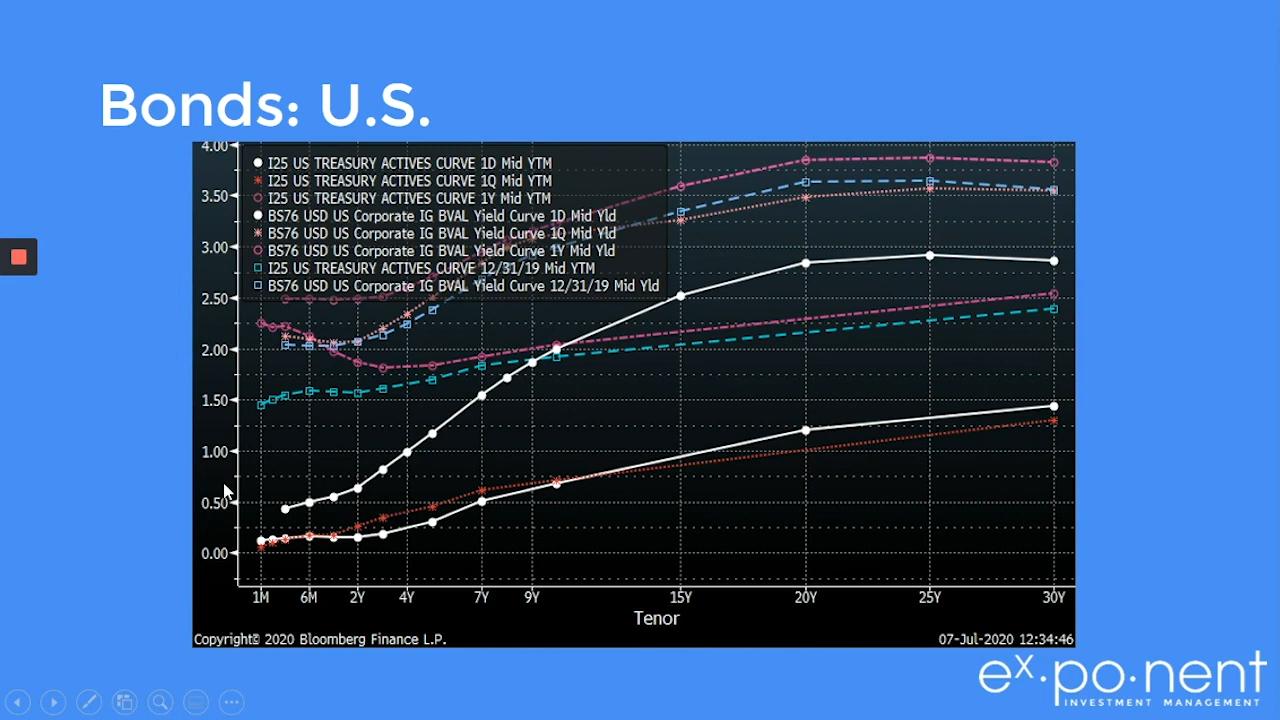 Bonds: U.S.
I25 US TREASURY ACTIVES CURVE 1D Mid YTM
I25 US TREASURY ACTIVES CURVE 1Q Mid YTM
I25 US TREASURY ACTIVES CURVE 1Y Mid YTM
BS76 USD US Corporate IG BVAL Yield Curve 1D Mid Yld
BS76 USD US Corporate IG BVAL Yield Curve 1Q Mid Yld
BS76 USD US Corporate IG BVAL Yield Curve 1Y Mid Yld
I25 US TREASURY ACTIVES CURVE 12/31/19 Mid YTM
BS76 USD US Corporate IG BVAL Yield Curve 12/31/19 Mid Yld
4.00
3.50
3.00
2.50
2.00
1.50
1.00
0.50
0.00
1M 6M 2Y 4Y 7Y 9Y 15Y 20Y 25Y 30Y
Tenor
Copyright© 2020 Bloomberg Finance L.P. 07-Jul-2020 12:34:46
ex·po·nent
INVESTMENT MANAGEMENT